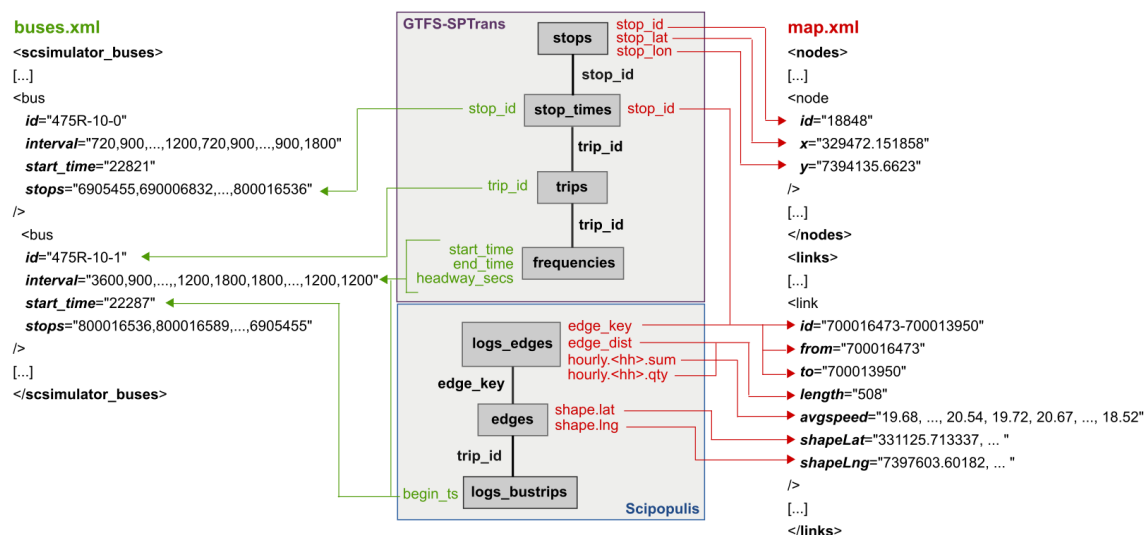 buses.xml
<scsimulator_buses>
[...]
<bus
id="475R-10-0"
interval="720,900,...,1200,720,900,...,900,1800"
start_time="22821"
stops="6905455,690006832,...,800016536"
/>
<bus
id="475R-10-1"
interval="3600,900,...,,1200,1800,1800,...,1200,1200"
start_time="22287"
stops="800016536,800016589,...,6905455"
/>
[...]
</scsimulator_buses>
GTFS-SPTrans
stops
stop_id
stop_lat
stop_lon
stop_id
stop_id
stop_times
stop_id
trip_id
trip_id
trips
trip_id
start_time
end_time
headway_secs
frequencies
logs_edges
edge_key
edge_dist
hourly.<hh>.sum
hourly.<hh>.qty
edge_key
edges
shape.lat
shape.lng
trip_id
begin_ts
logs_bustrips
Scipopulis
map.xml
<nodes>
[...]
<node
id="18848"
x="329472.151858"
y="7394135.6623"
/>
[...]
</nodes>
<links>
[...]
<link
id="700016473-700013950"
from="700016473"
to="700013950"
length="508"
avgspeed="19.68, ..., 20.54, 19.72, 20.67, ..., 18.52"
shapeLat="331125.713337, ... "
shapeLng="7397603.60182, ... "
/>
[...]
</links>